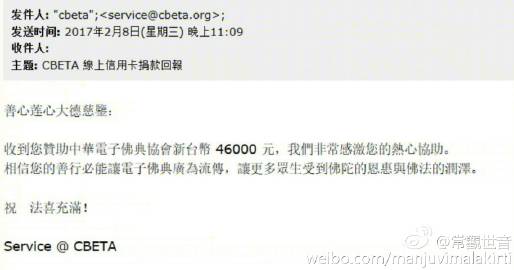 发件人: "cbeta";<service@cbeta.org>;
发送时间: 2017年2月8日(星期三) 晚上11:09
收件人:
主题: CBETA 線上信用卡捐款回報
善心莲心大德慈鑒:
收到您贊助中華電子佛典協會新台幣 46000 元，我們非常感激您的熱心協助。
相信您的善行必能讓電子佛典廣為流傳，讓更多眾生受到佛陀的恩惠與佛法的潤澤。
祝 法喜充滿!
Service @ CBETA
常觀世音
weibo.com/manjuvimalakirti